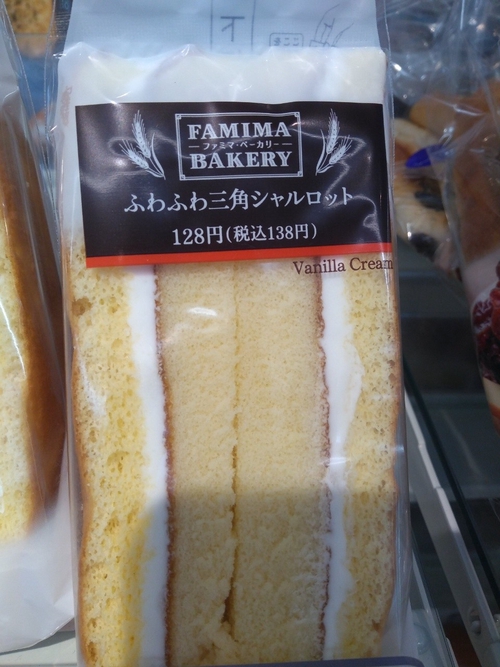 FAMIMA
ファミマ・ベーカリー
BAKERY
ふわふわ三角シャルロット
128円(税込138円)
Vanilla Cream